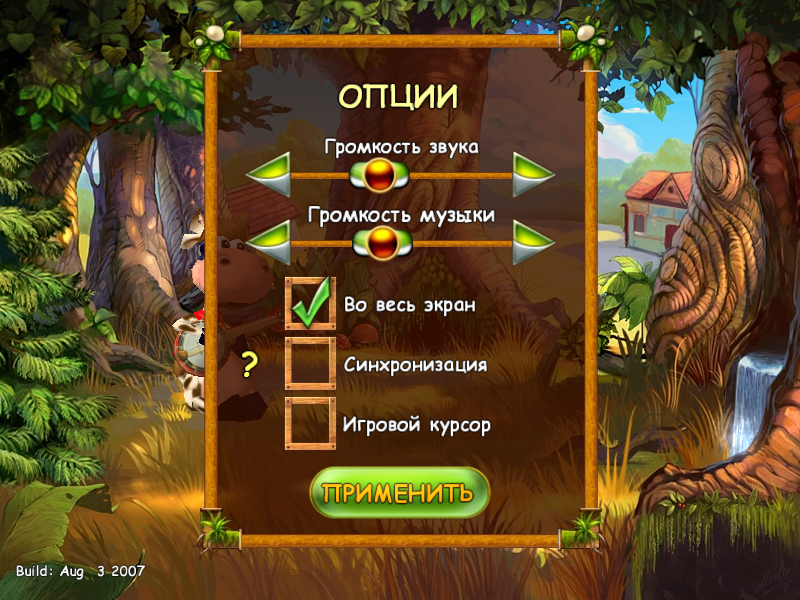 ОПЦИИ
Громкость звука
Громкость музыки
Во весь экран
? Синхронизация
Игровой курсор
ПРИМЕНИТЬ
Build: Aug 3 2007